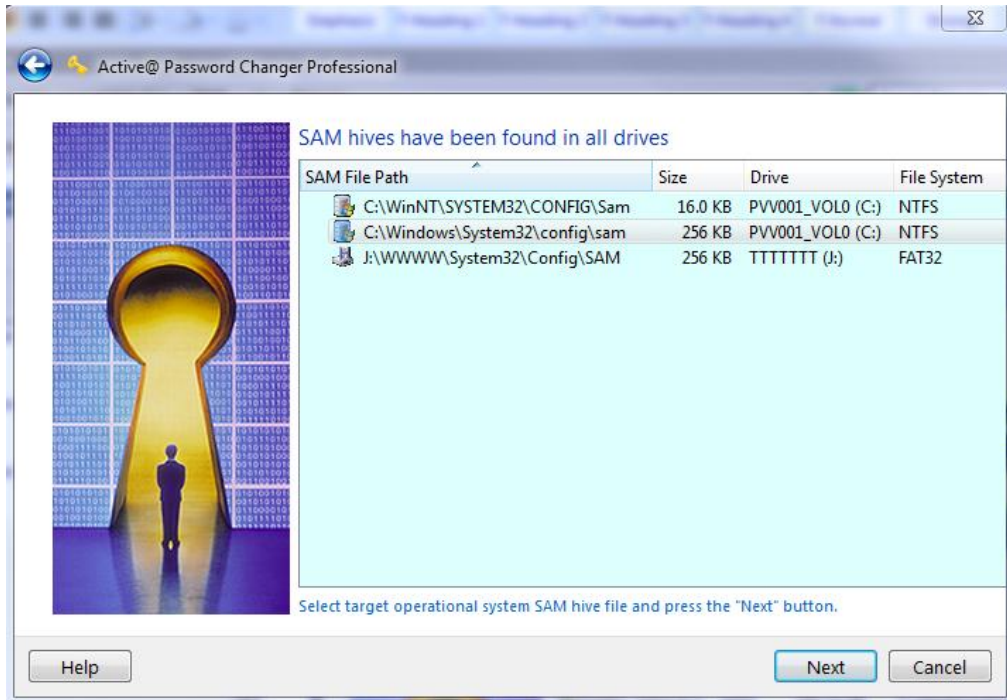 Active@ Password Changer Professional
SAM hives have been found in all drives
SAM File Path Size Drive File System
C:\WinNT\SYSTEM32\CONFIG\Sam 16.0 KB PVV001_VOL0 (C:) NTFS
C:\Windows\System32\config\sam 256 KB PVV001_VOL0 (C:) NTFS
J:\WWWW\System32\Config\SAM 256 KB TTTTTTT (J:) FAT32
Select target operational system SAM hive file and press the "Next" button.
Help Next Cancel